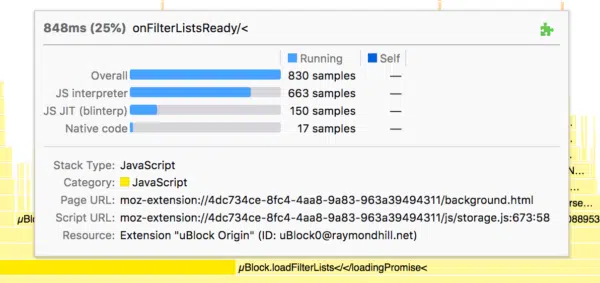 848ms (25%) onFilterListsReady/<
Running Self
Overall 830 samples —
JS interpreter 663 samples —
JS JIT (blinterp) 150 samples —
Native code 17 samples —
Stack Type: JavaScript
Category: JavaScript
Page URL: moz-extension://4dc734ce-8fc4-4aa8-9a83-963a39494311/background.html
Script URL: moz-extension://4dc734ce-8fc4-4aa8-9a83-963a39494311/js/storage.js:673:58
Resource: Extension "uBlock Origin" (ID: uBlock0@raymondhill.net)
µBlock.loadFilterLists</</loadingPromise<